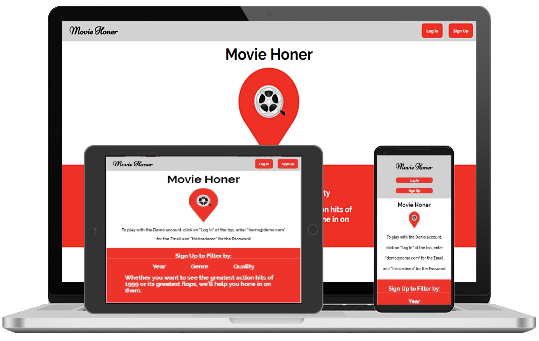 Movie Honer
Log In
Sign Up
Movie Honer
Movie Honer
Log In
Sign Up
Movie Honer
To play with the Demo account, click on "Log In" at the top, enter "demo@demo.com"
for the Email and
for the Password
Sign Up to Filter by:
Year
Genre
Quality
Whether you want to see the greatest action hits of
1999 or its greatest flops, we'll help you hone in on
them.
Movie Honer
Log In
Sign Up
Movie Honer
To play with the Demo account,
click on "Log In" at the top, enter
"demo@demo.com" for the Email,
and
for the Password
Sign Up to Filter by:
Year
ity
on hits of
ne in on